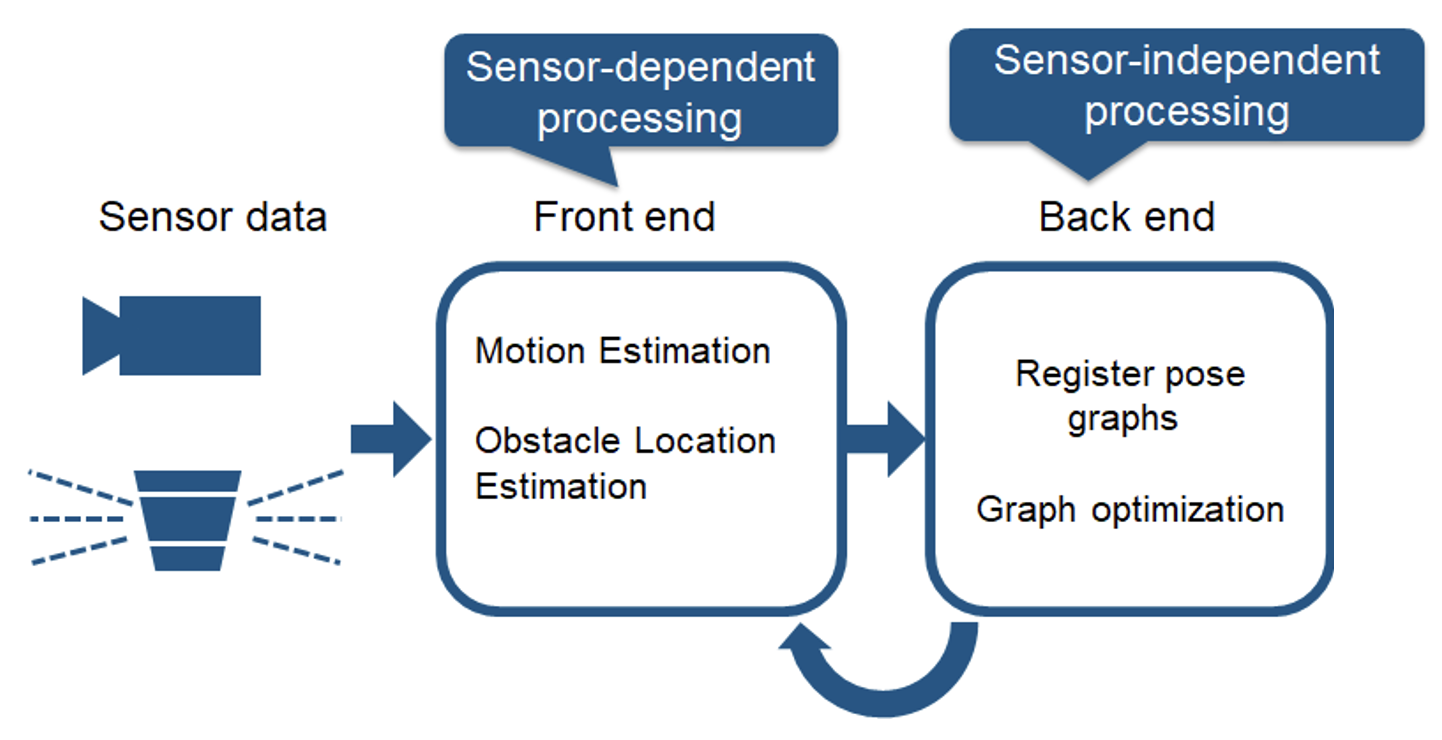 Sensor-dependent
processing
Sensor-independent
processing
Sensor data
Front end
Back end
Motion Estimation
Obstacle Location
Estimation
Register pose
graphs
Graph optimization